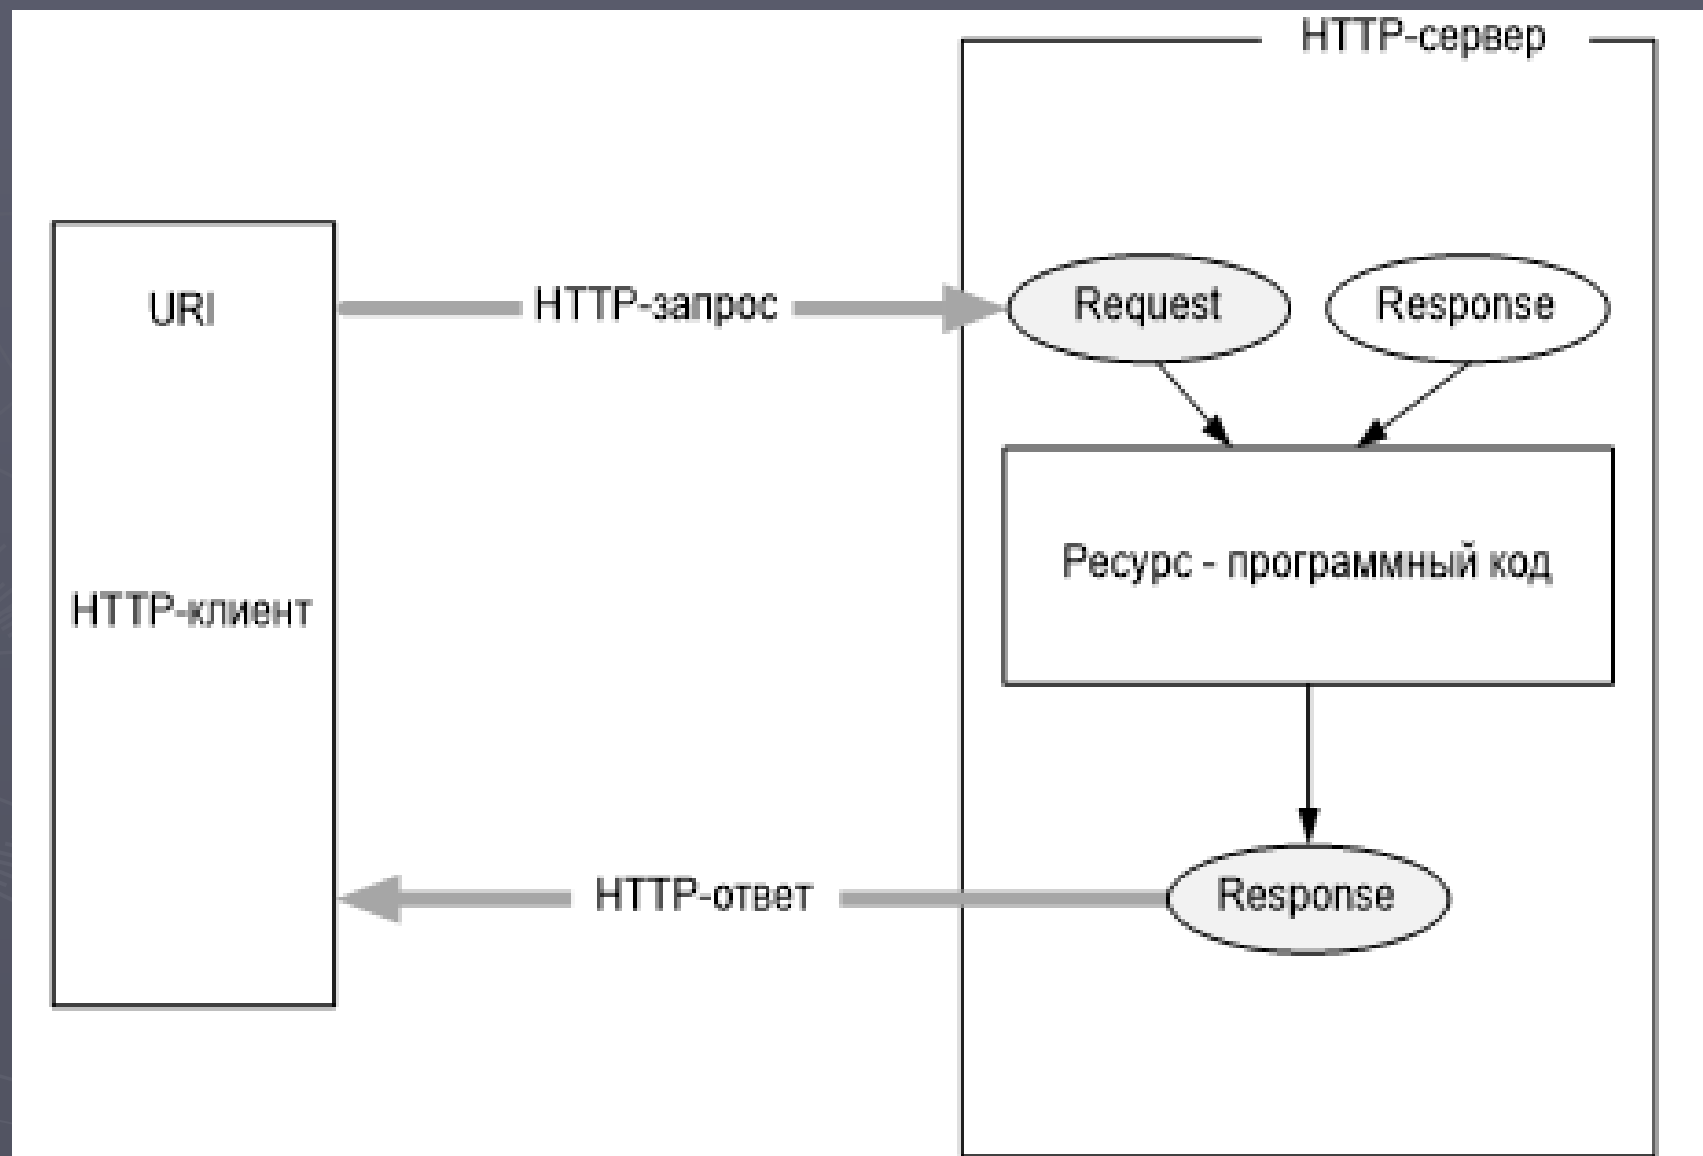 HTTP-сервер
URI
HTTP-запрос
Request
Response
Ресурс - программный код
HTTP-клиент
HTTP-ответ
Response